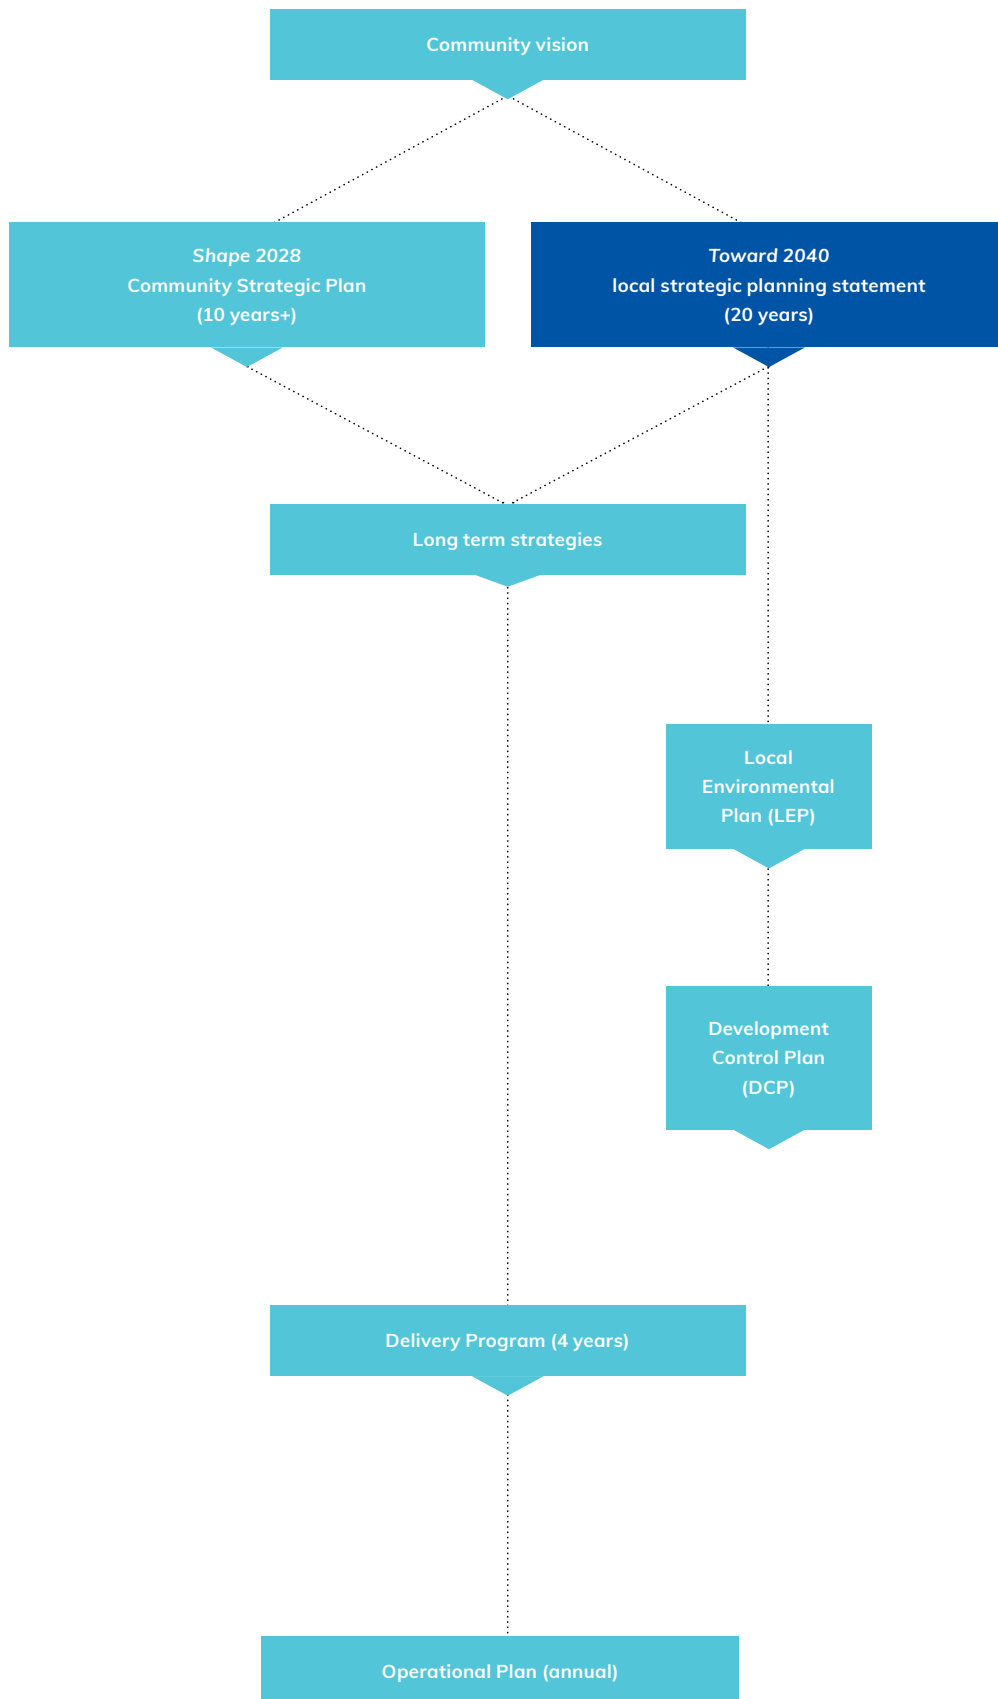 Community vision
Shape 2028
Community Strategic Plan
(10 years+)
Toward 2040
local strategic planning statement
(20 years)
Long term strategies
Local
Environmental
Plan (LEP)
Development
Control Plan
(DCP)
Delivery Program (4 years)
Operational Plan (annual)